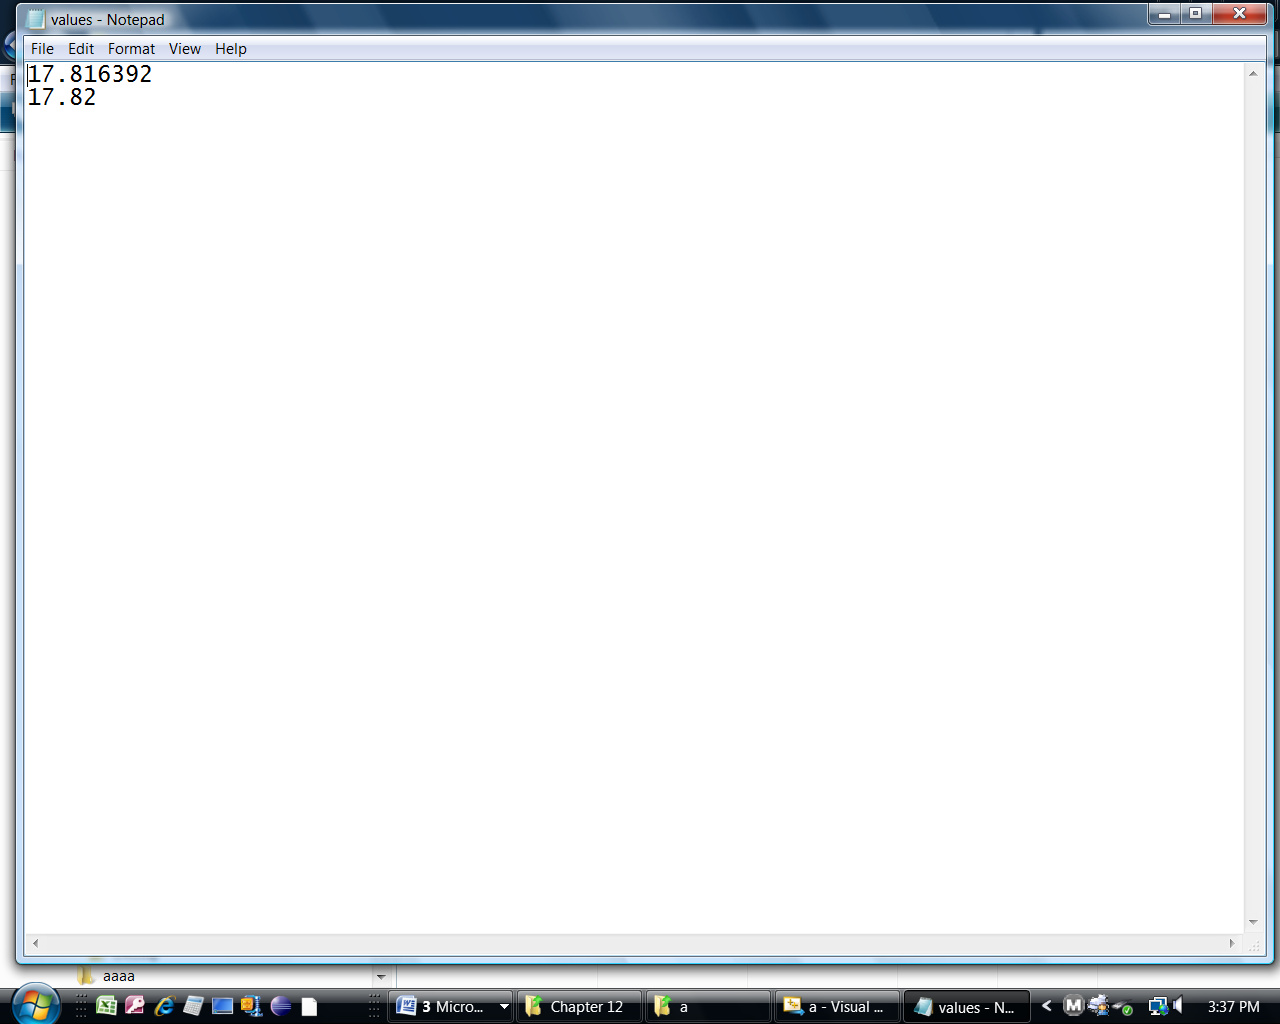 values - Notepad
File Edit Format View Help
17.816392
17.82
aaaa
3 Micro... Chapter 12 a a - Visual ... values - N... < M 3:37 PM